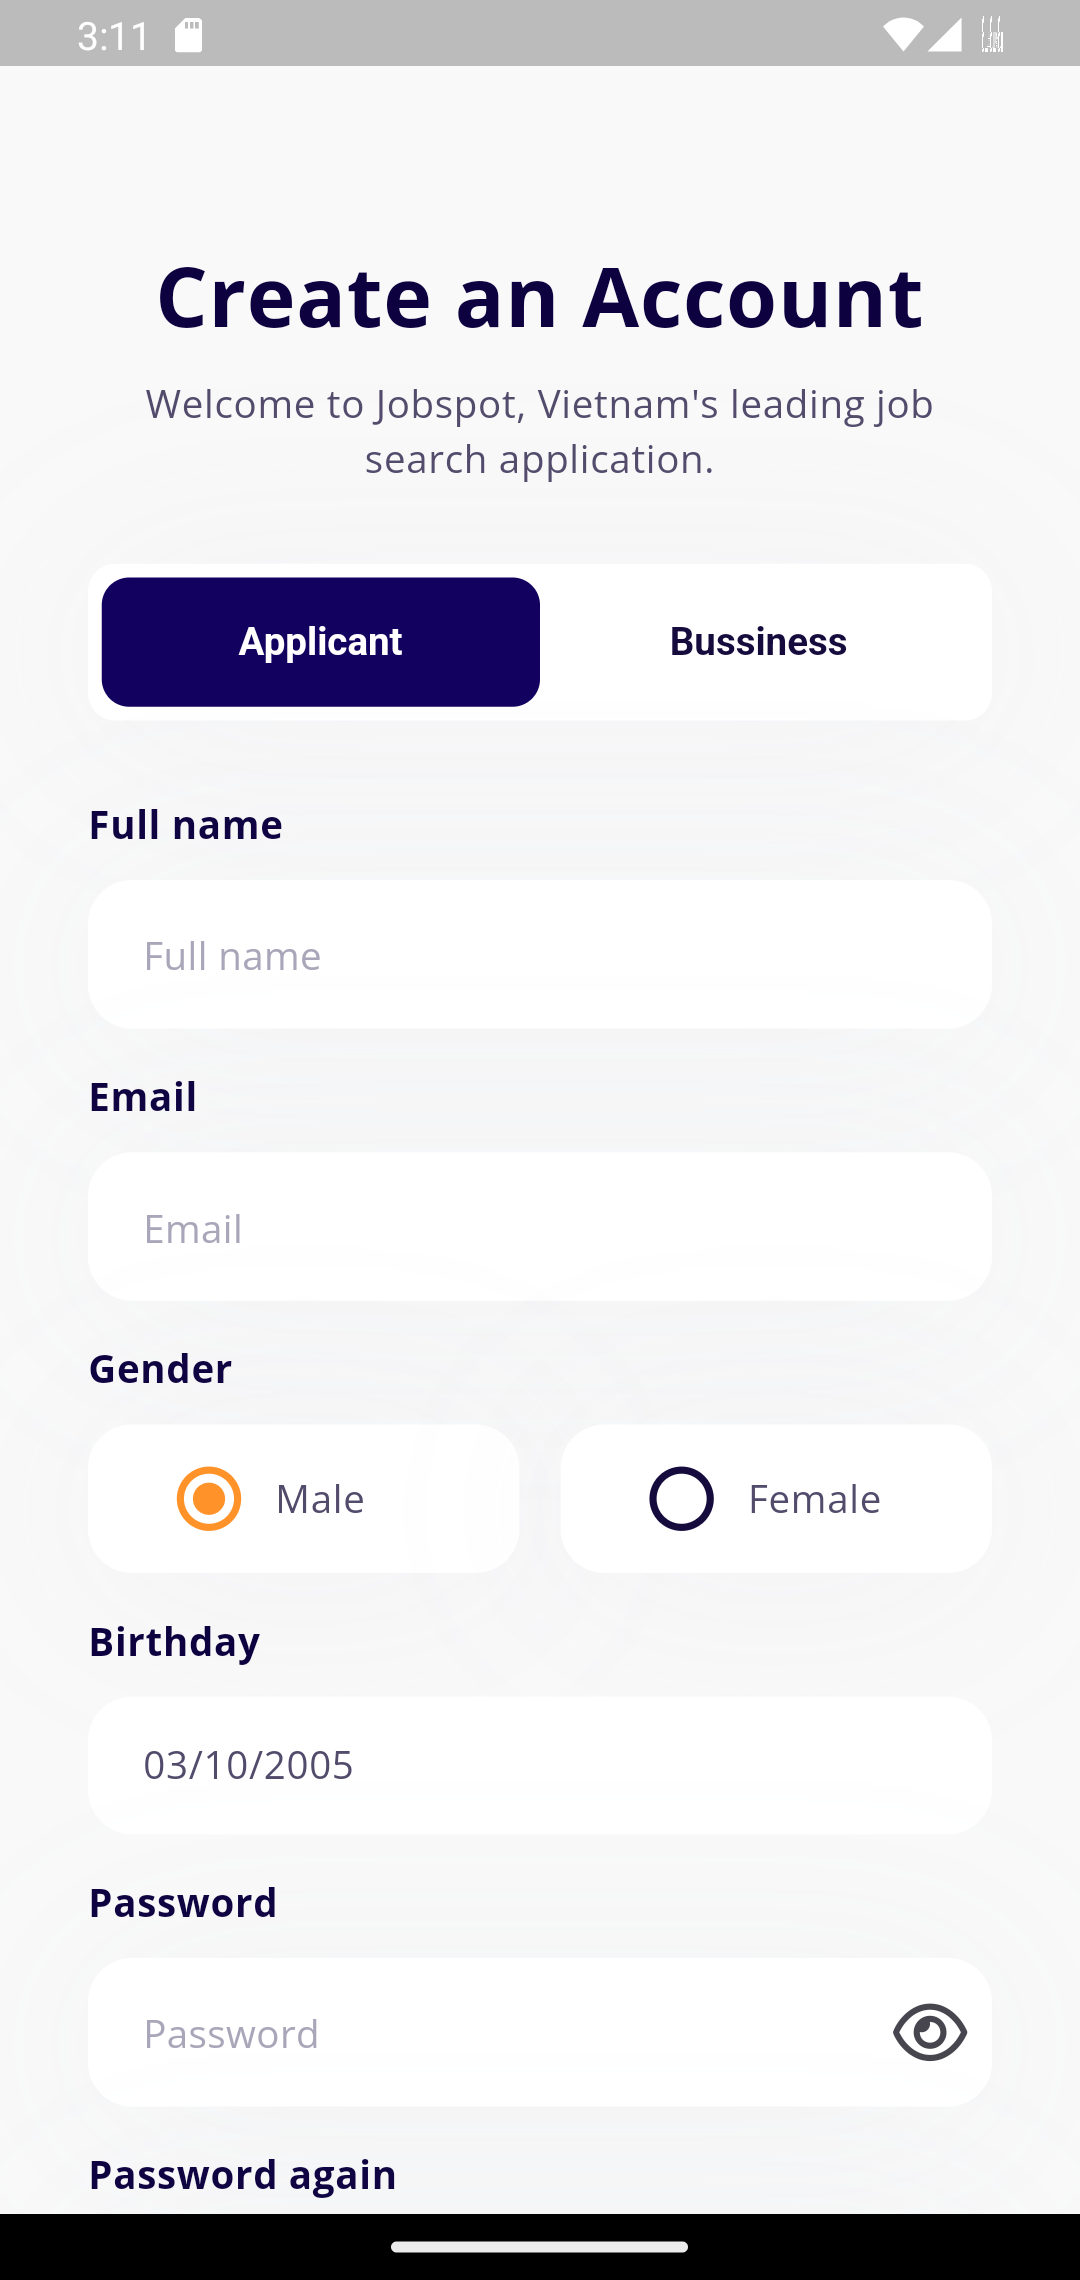 3:11
Create an Account
Welcome to Jobspot, Vietnam's leading job
search application.
Applicant
Bussiness
Full name
Full name
Email
Email
Gender
Male
Female
Birthday
03/10/2005
Password
Password
Password again